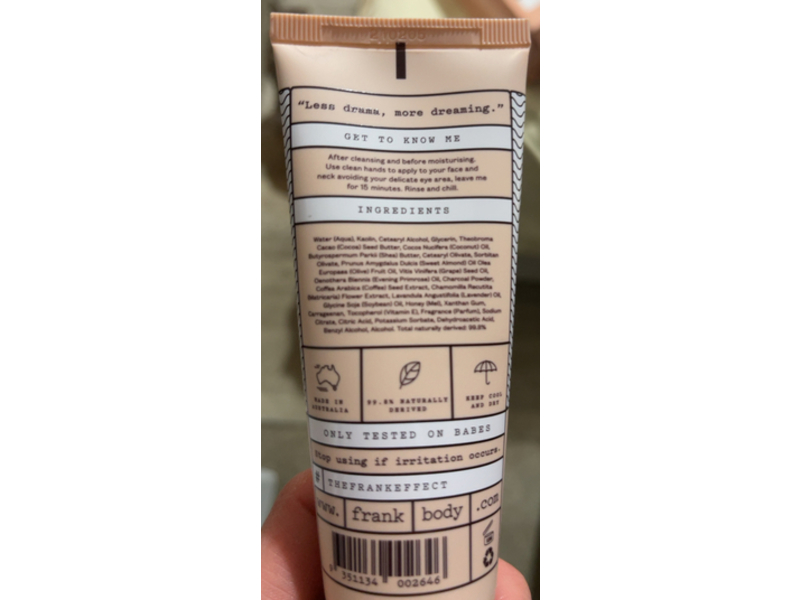 210205
“Less drama, more dreaming.”
GET TO KNOW ME
After cleansing and before moisturising.
Use clean hands to apply to your face and
neck avoiding your delicate eye area, leave me
for 15 minutes. Rinse and chill.
INGREDIENTS
Water (Aqua), Kaolin, Cetearyl Alcohol, Glycerin, Theobroma
Cacao (Cocoa) Seed Butter, Cocos Nucifera (Coconut) Oil,
Butyrospermum Parkii (Shea) Butter, Cetearyl Olivate, Sorbitan
Olivate, Prunus Amygdalus Dulcis (Sweet Almond) Oil Olea
Europaea (Olive) Fruit Oil, Vitis Vinifera (Grape) Seed Oil,
Oenothera Biennis (Evening Primrose) Oil, Charcoal Powder,
Coffea Arabica (Coffee) Seed Extract, Chamomilla Recutita
(Matricaria) Flower Extract, Lavandula Angustifolia (Lavender) Oil,
Glycine Soja (Soybean) Oil, Honey (Mel), Xanthan Gum,
Carrageenan, Tocopherol (Vitamin E), Fragrance (Parfum), Sodium
Citrate, Citric Acid, Potassium Sorbate, Dehydroacetic Acid,
Benzyl Alcohol, Alcohol. Total naturally derived: 99.8%
MADE IN
AUSTRALIA
99.8% NATURALLY
DERIVED
KEEP COOL
AND DRY
ONLY TESTED ON BABES
Stop using if irritation occurs.
# THEFRANKEFFECT
www. frank body .com
9 351134 002646